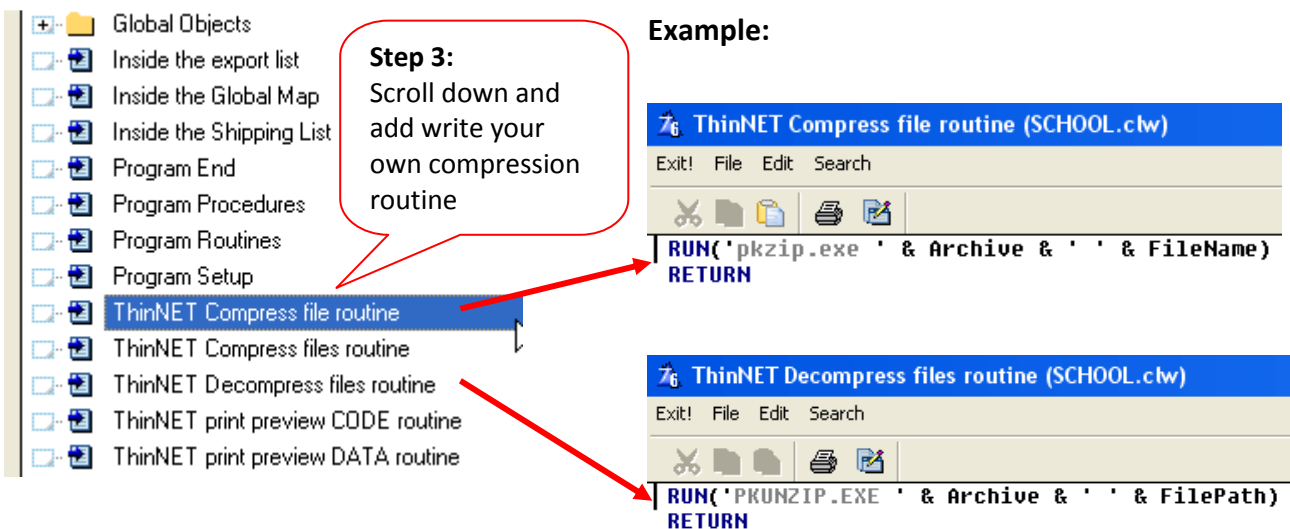 Global Objects
Inside the export list
Inside the Global Map
Inside the Shipping List
Program End
Program Procedures
Program Routines
Program Setup
ThinNET Compress file routine
ThinNET Compress files routine
ThinNET Decompress files routine
ThinNET print preview CODE routine
ThinNET print preview DATA routine
Step 3:
Scroll down and
add write your
own compression
routine
Example:
ThinNET Compress file routine (SCHOOL.clw)
Exit! File Edit Search
RUN('pkzip.exe ' & Archive & ' ' & FileName)
RETURN
ThinNET Decompress files routine (SCHOOL.clw)
Exit! File Edit Search
RUN('PKUNZIP.EXE ' & Archive & ' ' & FilePath)
RETURN